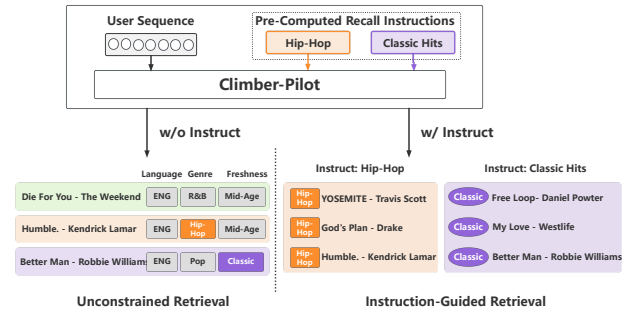 User Sequence
Pre-Computed Recall Instructions
Hip-Hop
Classic Hits
Climber-Pilot
w/o Instruct
w/ Instruct
Language Genre Freshness
Die For You - The Weekend ENG R&B Mid-Age
Humble. - Kendrick Lamar ENG Hip-Hop Mid-Age
Better Man - Robbie Williams ENG Pop Classic
Unconstrained Retrieval
Instruct: Hip-Hop
Hip-Hop YOSEMITE - Travis Scott
Hip-Hop God's Plan - Drake
Hip-Hop Humble. - Kendrick Lamar
Instruct: Classic Hits
Classic Free Loop- Daniel Powter
Classic My Love - Westlife
Classic Better Man - Robbie Williams
Instruction-Guided Retrieval